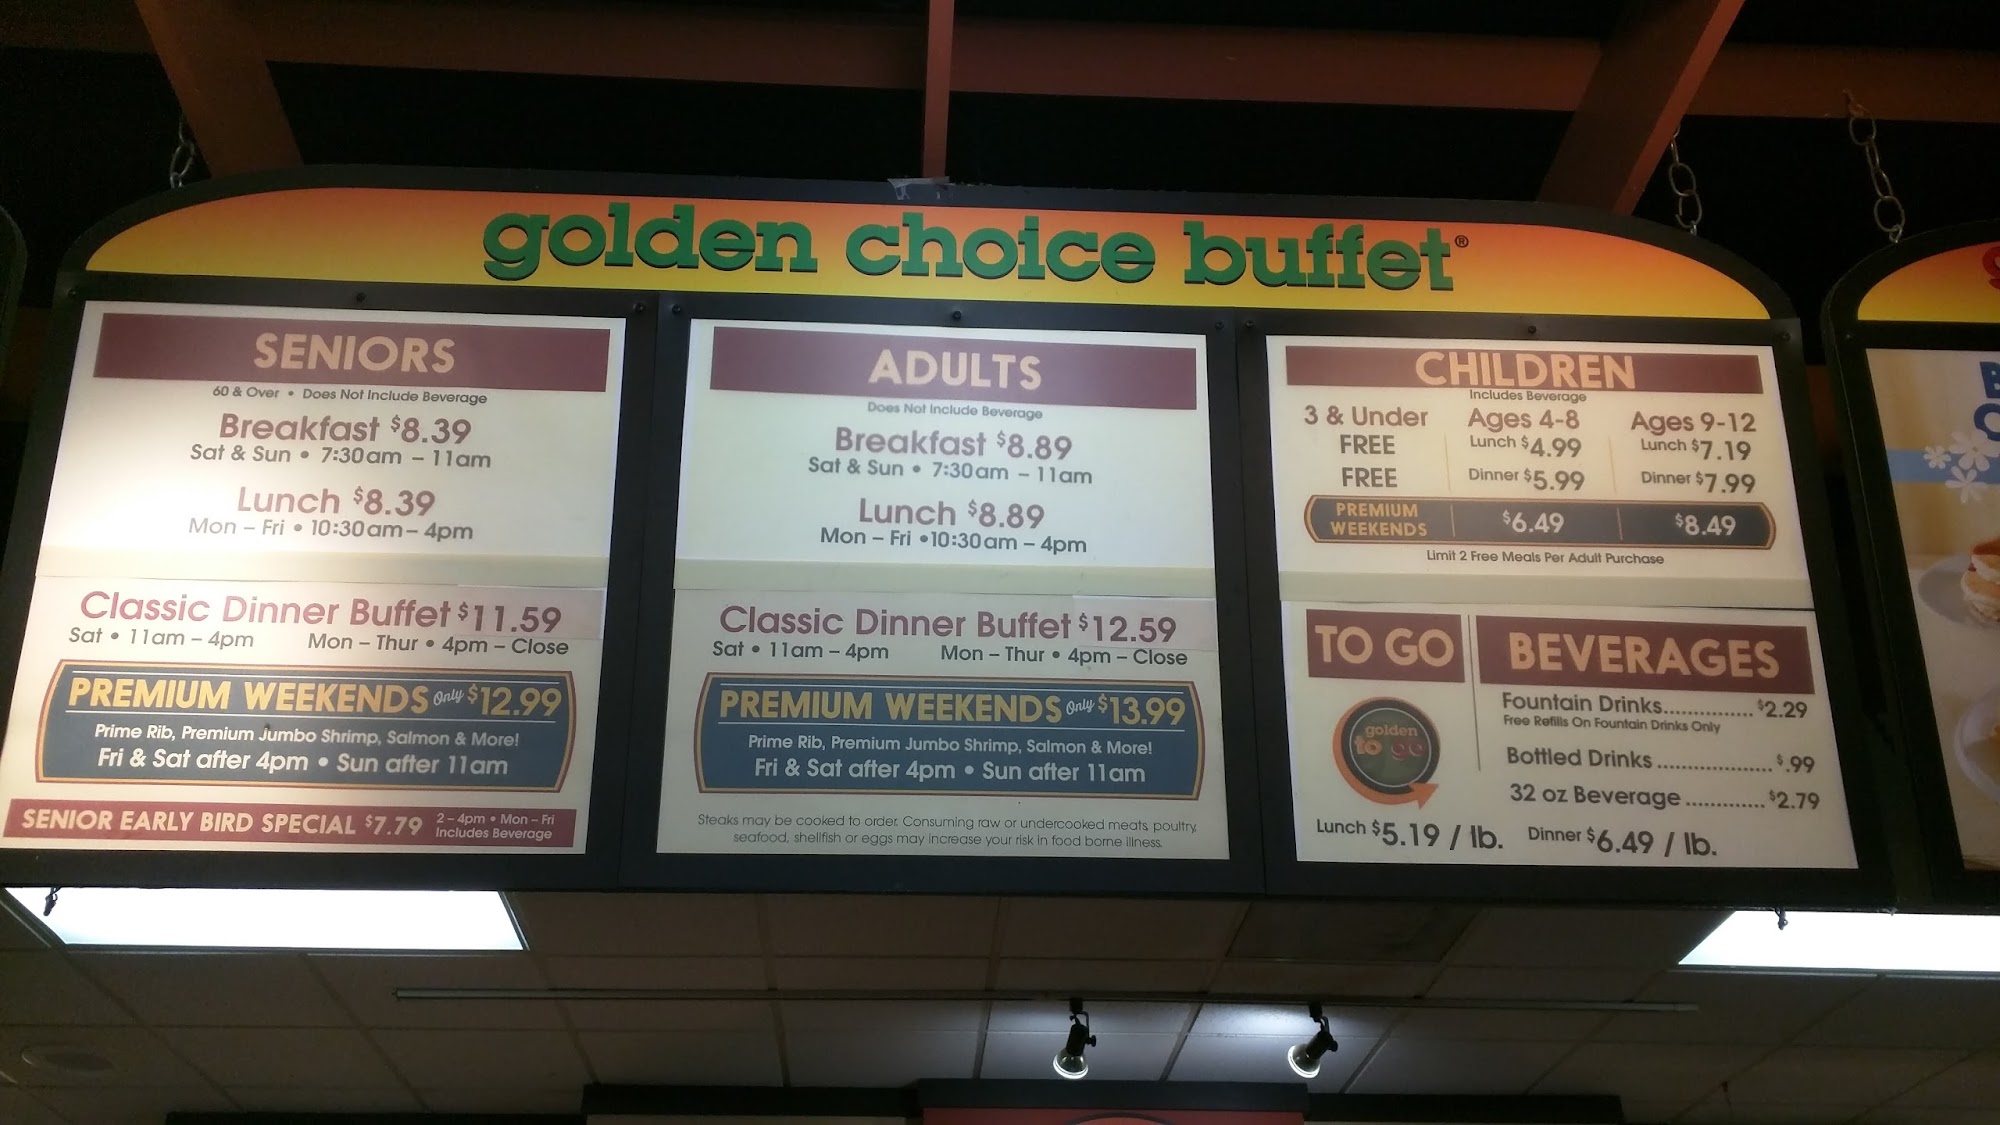 golden choice buffet®
SENIORS
60 & Over • Does Not Include Beverage
Breakfast $8.39
Sat & Sun • 7:30am – 11am
Lunch $8.39
Mon – Fri • 10:30am – 4pm
Classic Dinner Buffet $11.59
Sat • 11am – 4pm Mon – Thur • 4pm – Close
PREMIUM WEEKENDS Only $12.99
Prime Rib, Premium Jumbo Shrimp, Salmon & More!
Fri & Sat after 4pm • Sun after 11am
SENIOR EARLY BIRD SPECIAL $7.79 2 – 4pm • Mon – Fri
Includes Beverage
ADULTS
Does Not Include Beverage
Breakfast $8.89
Sat & Sun • 7:30am – 11am
Lunch $8.89
Mon – Fri • 10:30am – 4pm
Classic Dinner Buffet $12.59
Sat • 11am – 4pm Mon – Thur • 4pm – Close
PREMIUM WEEKENDS Only $13.99
Prime Rib, Premium Jumbo Shrimp, Salmon & More!
Fri & Sat after 4pm • Sun after 11am
Steaks may be cooked to order. Consuming raw or undercooked meats, poultry,
seafood, shellfish or eggs may increase your risk in food borne illness.
CHILDREN
Includes Beverage
3 & Under Ages 4-8 Ages 9-12
FREE Lunch $4.99 Lunch $7.19
FREE Dinner $5.99 Dinner $7.99
PREMIUM
WEEKENDS $6.49 $8.49
Limit 2 Free Meals Per Adult Purchase
TO GO
golden
to go
Lunch $5.19 / lb. Dinner $6.49 / lb.
BEVERAGES
Fountain Drinks............... $2.29
Free Refills On Fountain Drinks Only
Bottled Drinks................... $.99
32 oz Beverage............. $2.79